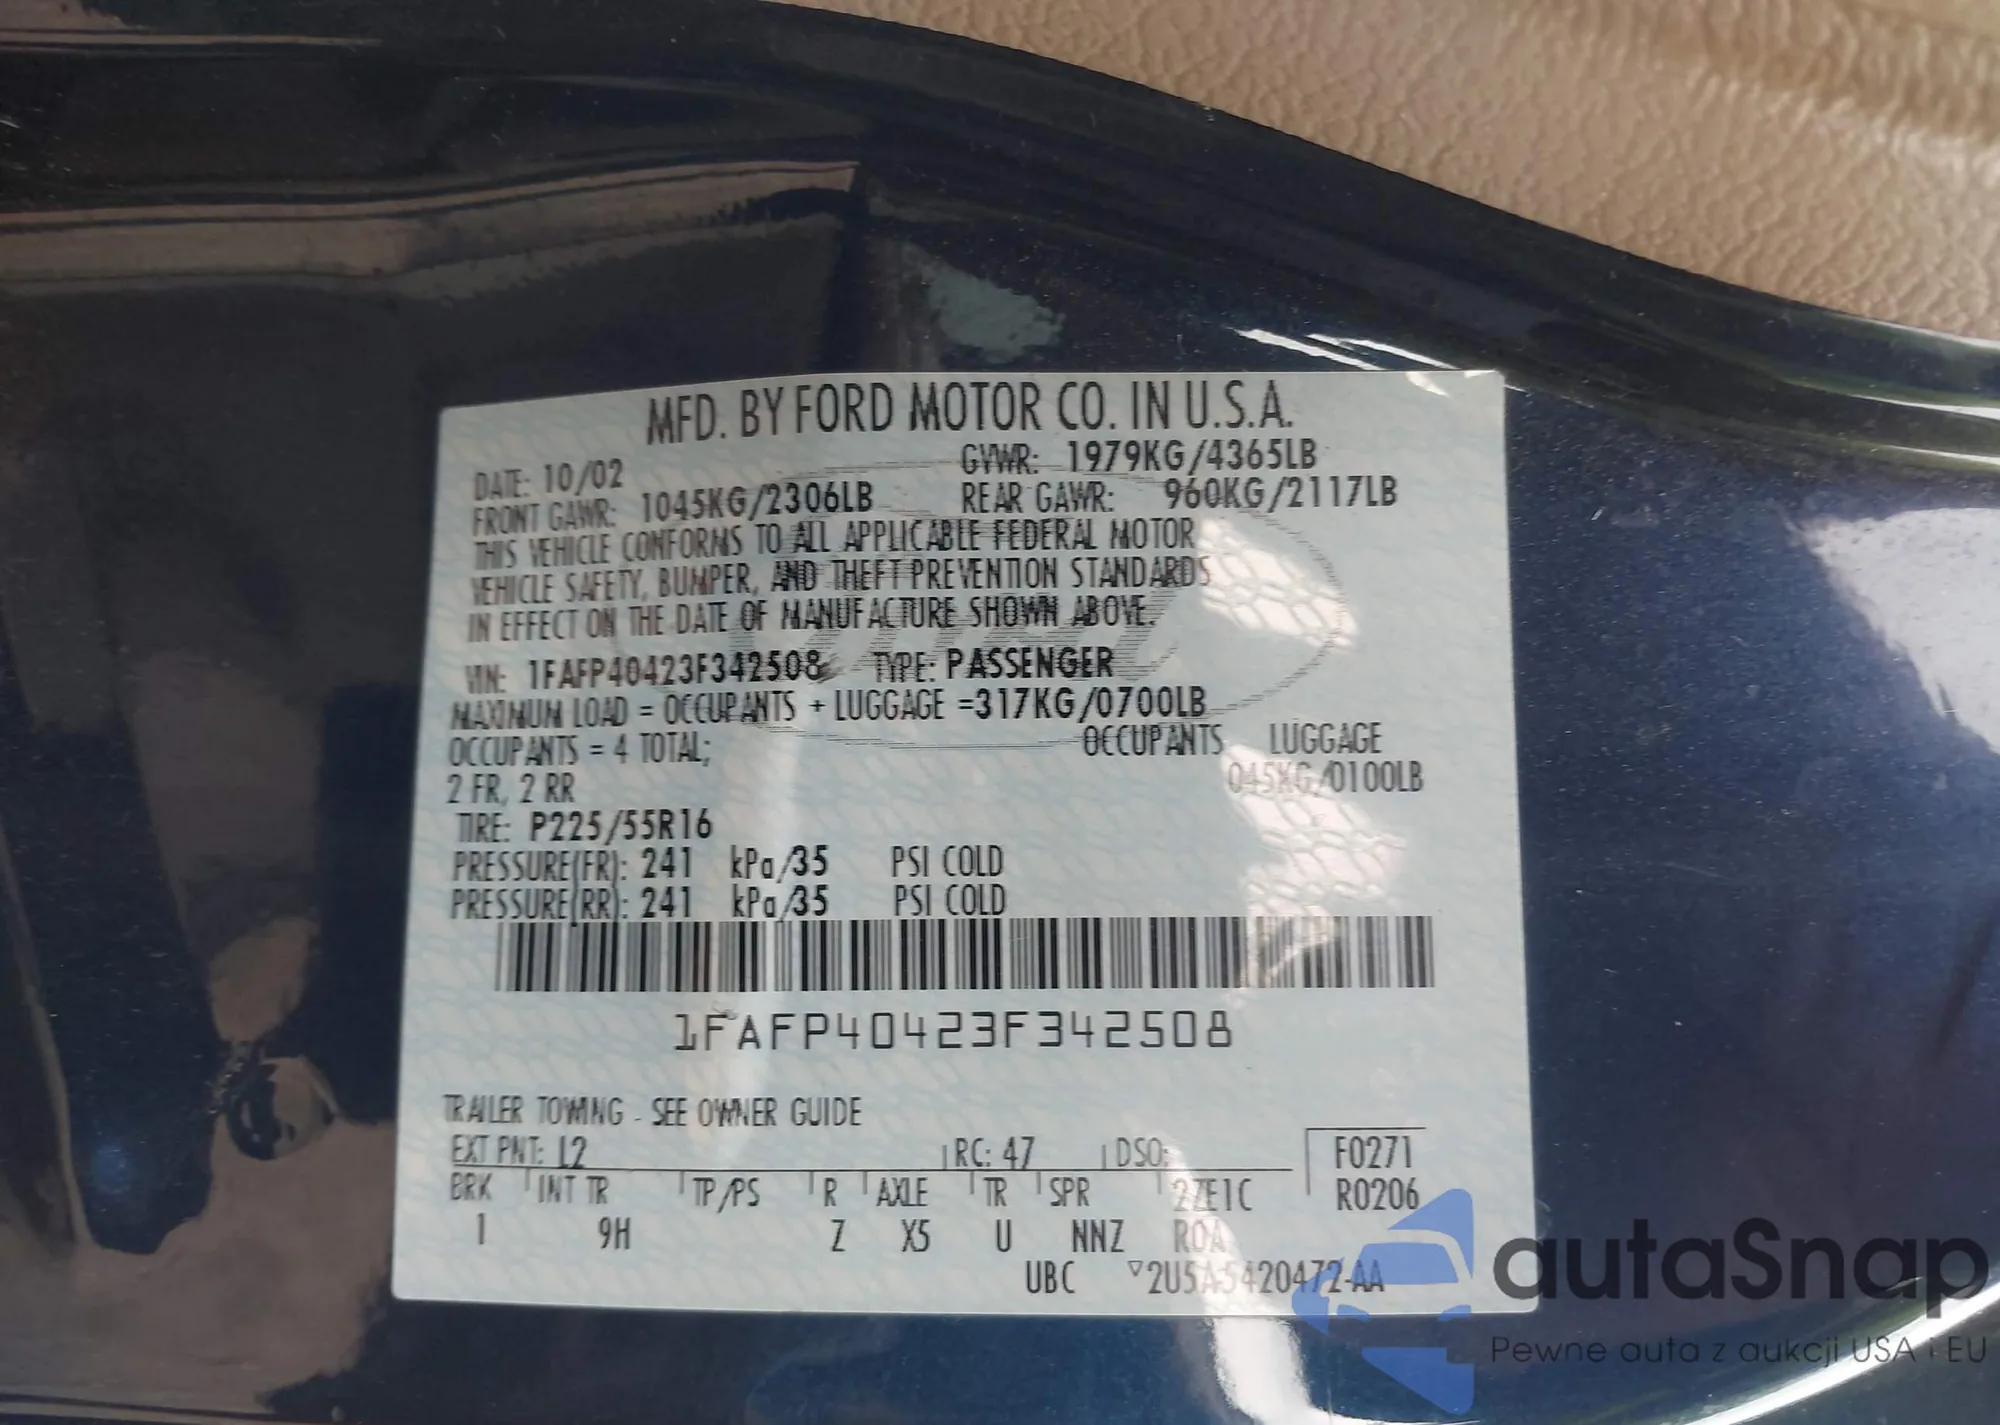 MFD. BY FORD MOTOR CO. IN U.S.A.
DATE: 10/02 GVWR: 1979KG/4365LB
FRONT GAWR: 1045KG/2306LB REAR GAWR: 960KG/2117LB
THIS VEHICLE CONFORMS TO ALL APPLICABLE FEDERAL MOTOR
VEHICLE SAFETY, BUMPER, AND THEFT PREVENTION STANDARDS
IN EFFECT ON THE DATE OF MANUFACTURE SHOWN ABOVE.
VIN: 1FAFP40423F342508 TYPE: PASSENGER
MAXIMUM LOAD = OCCUPANTS + LUGGAGE =317KG/0700LB
OCCUPANTS = 4 TOTAL; OCCUPANTS LUGGAGE
2 FR, 2 RR 045KG/0100LB
TIRE: P225/55R16
PRESSURE(FR): 241 kPa/35 PSI COLD
PRESSURE(RR): 241 kPa/35 PSI COLD
1FAFP40423F342508
TRAILER TOWING - SEE OWNER GUIDE
EXT PNT: L2 RC: 47 DSO: F0271
BRK INT TR TP/PS R AXLE TR SPR 2ZE1C R0206
1 9H Z X5 U NNZ ROA
UBC ▽2U5A-5420472-AA
autaSnap
Pewne auta z aukcji USA i EU